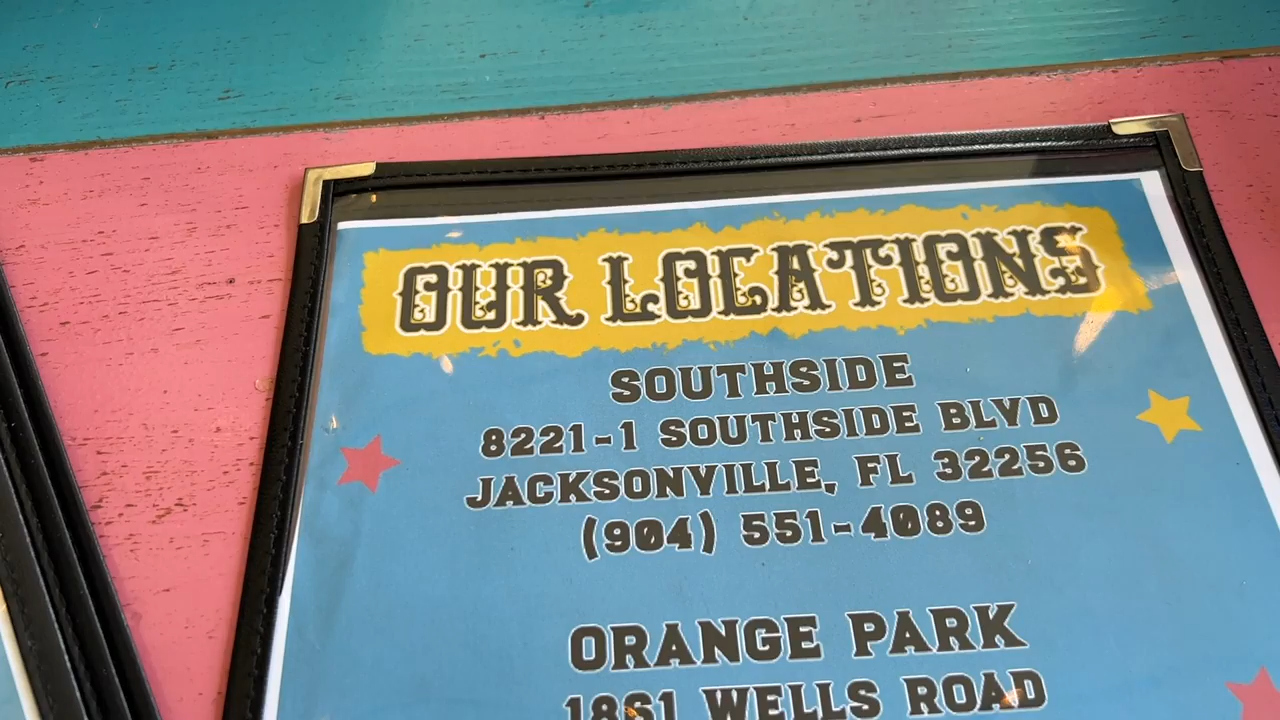 OUR LOCATIONS
SOUTHSIDE
8221-1 SOUTHSIDE BLVD
JACKSONVILLE, FL 32256
(904) 551-4089
ORANGE PARK
1861 WELLS ROAD